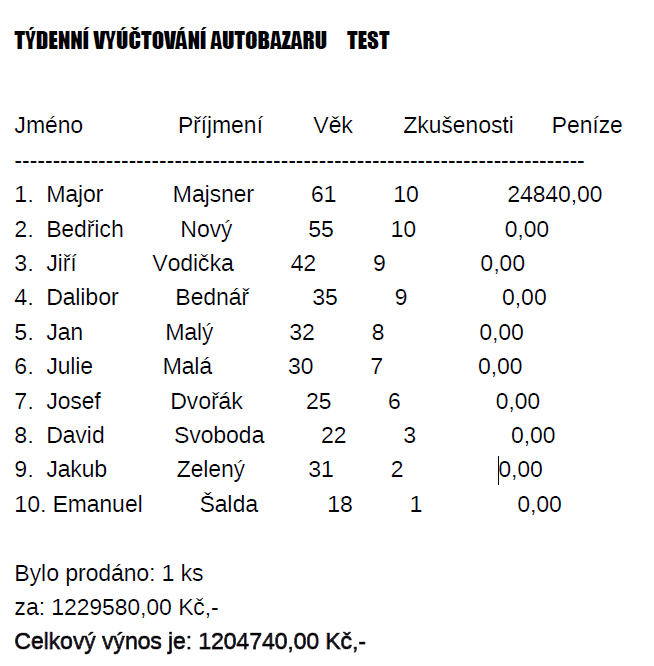 TÝDENNÍ VYÚČTOVÁNÍ AUTOBAZARU TEST
Jméno Příjmení Věk Zkušenosti Peníze
---------------------------------------------------------------------------
1. Major Majsner 61 10 24840,00
2. Bedřich Nový 55 10 0,00
3. Jiří Vodička 42 9 0,00
4. Dalibor Bednář 35 9 0,00
5. Jan Malý 32 8 0,00
6. Julie Malá 30 7 0,00
7. Josef Dvořák 25 6 0,00
8. David Svoboda 22 3 0,00
9. Jakub Zelený 31 2 0,00
10. Emanuel Šalda 18 1 0,00
Bylo prodáno: 1 ks
za: 1229580,00 Kč,-
Celkový výnos je: 1204740,00 Kč,-